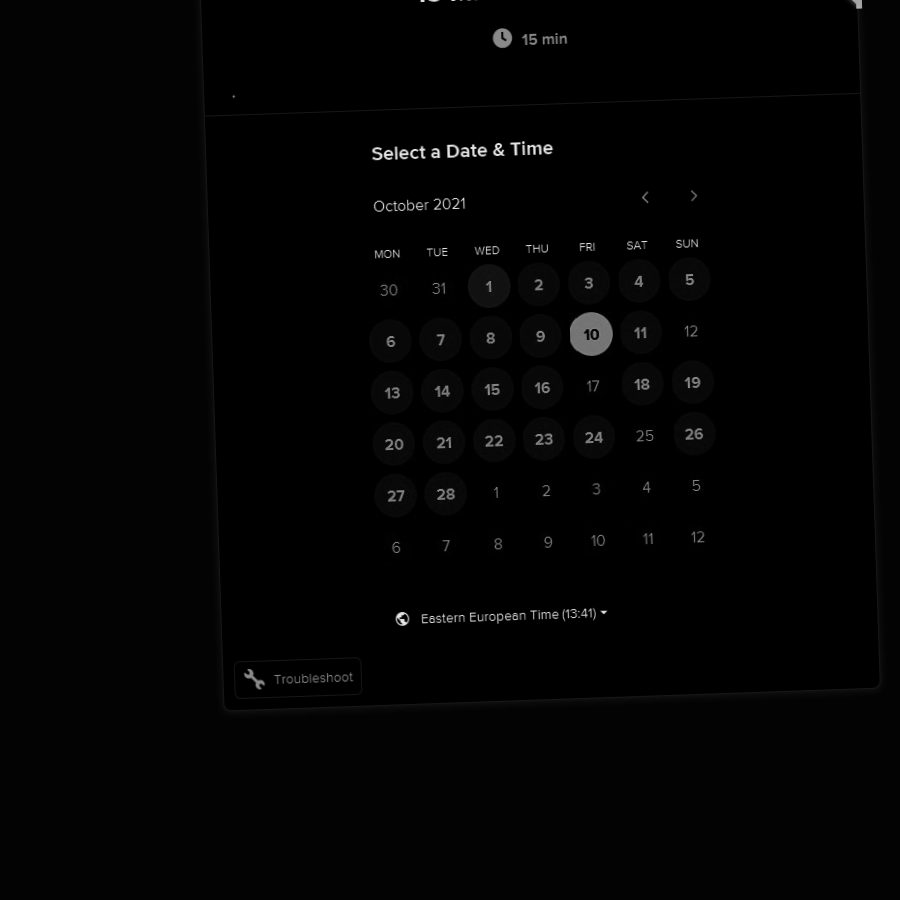 15 min
Select a Date & Time
October 2021
MON TUE WED THU FRI SAT SUN
30 31 1 2 3 4 5
6 7 8 9 10 11 12
13 14 15 16 17 18 19
20 21 22 23 24 25 26
27 28 1 2 3 4 5
6 7 8 9 10 11 12
Eastern European Time (13:41)
Troubleshoot